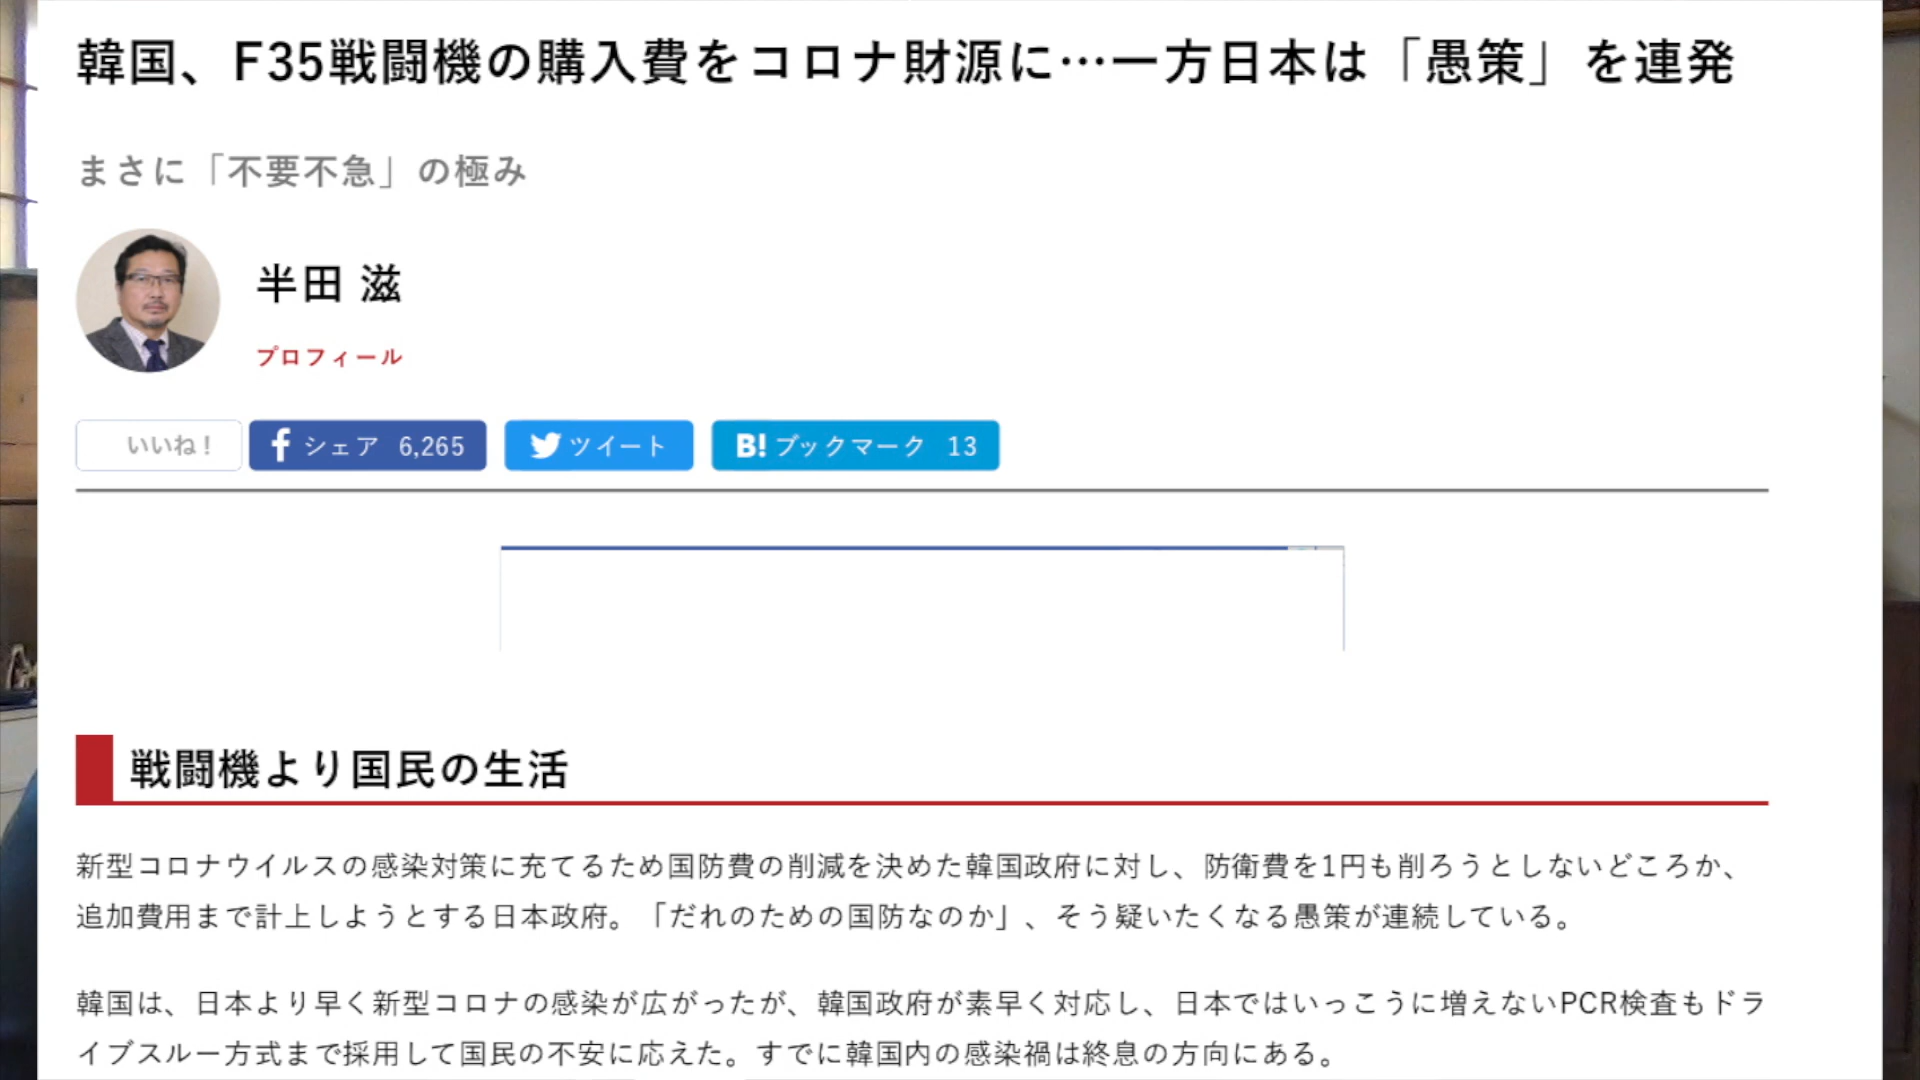 韓国、F35戦闘機の購入費をコロナ財源に…一方日本は「愚策」を連発
まさに「不要不急」の極み
半田 滋
プロフィール
いいね！
f シェア 6,265
ツイート
B! ブックマーク 13
戦闘機より国民の生活
新型コロナウイルスの感染対策に充てるため国防費の削減を決めた韓国政府に対し、防衛費を1円も削ろうとしないどころか、
追加費用まで計上しようとする日本政府。「だれのための国防なのか」、そう疑いたくなる愚策が連続している。
韓国は、日本より早く新型コロナの感染が広がったが、韓国政府が素早く対応し、日本ではいっこうに増えないPCR検査もドラ
イブスルー方式まで採用して国民の不安に応えた。すでに韓国内の感染禍は終息の方向にある。